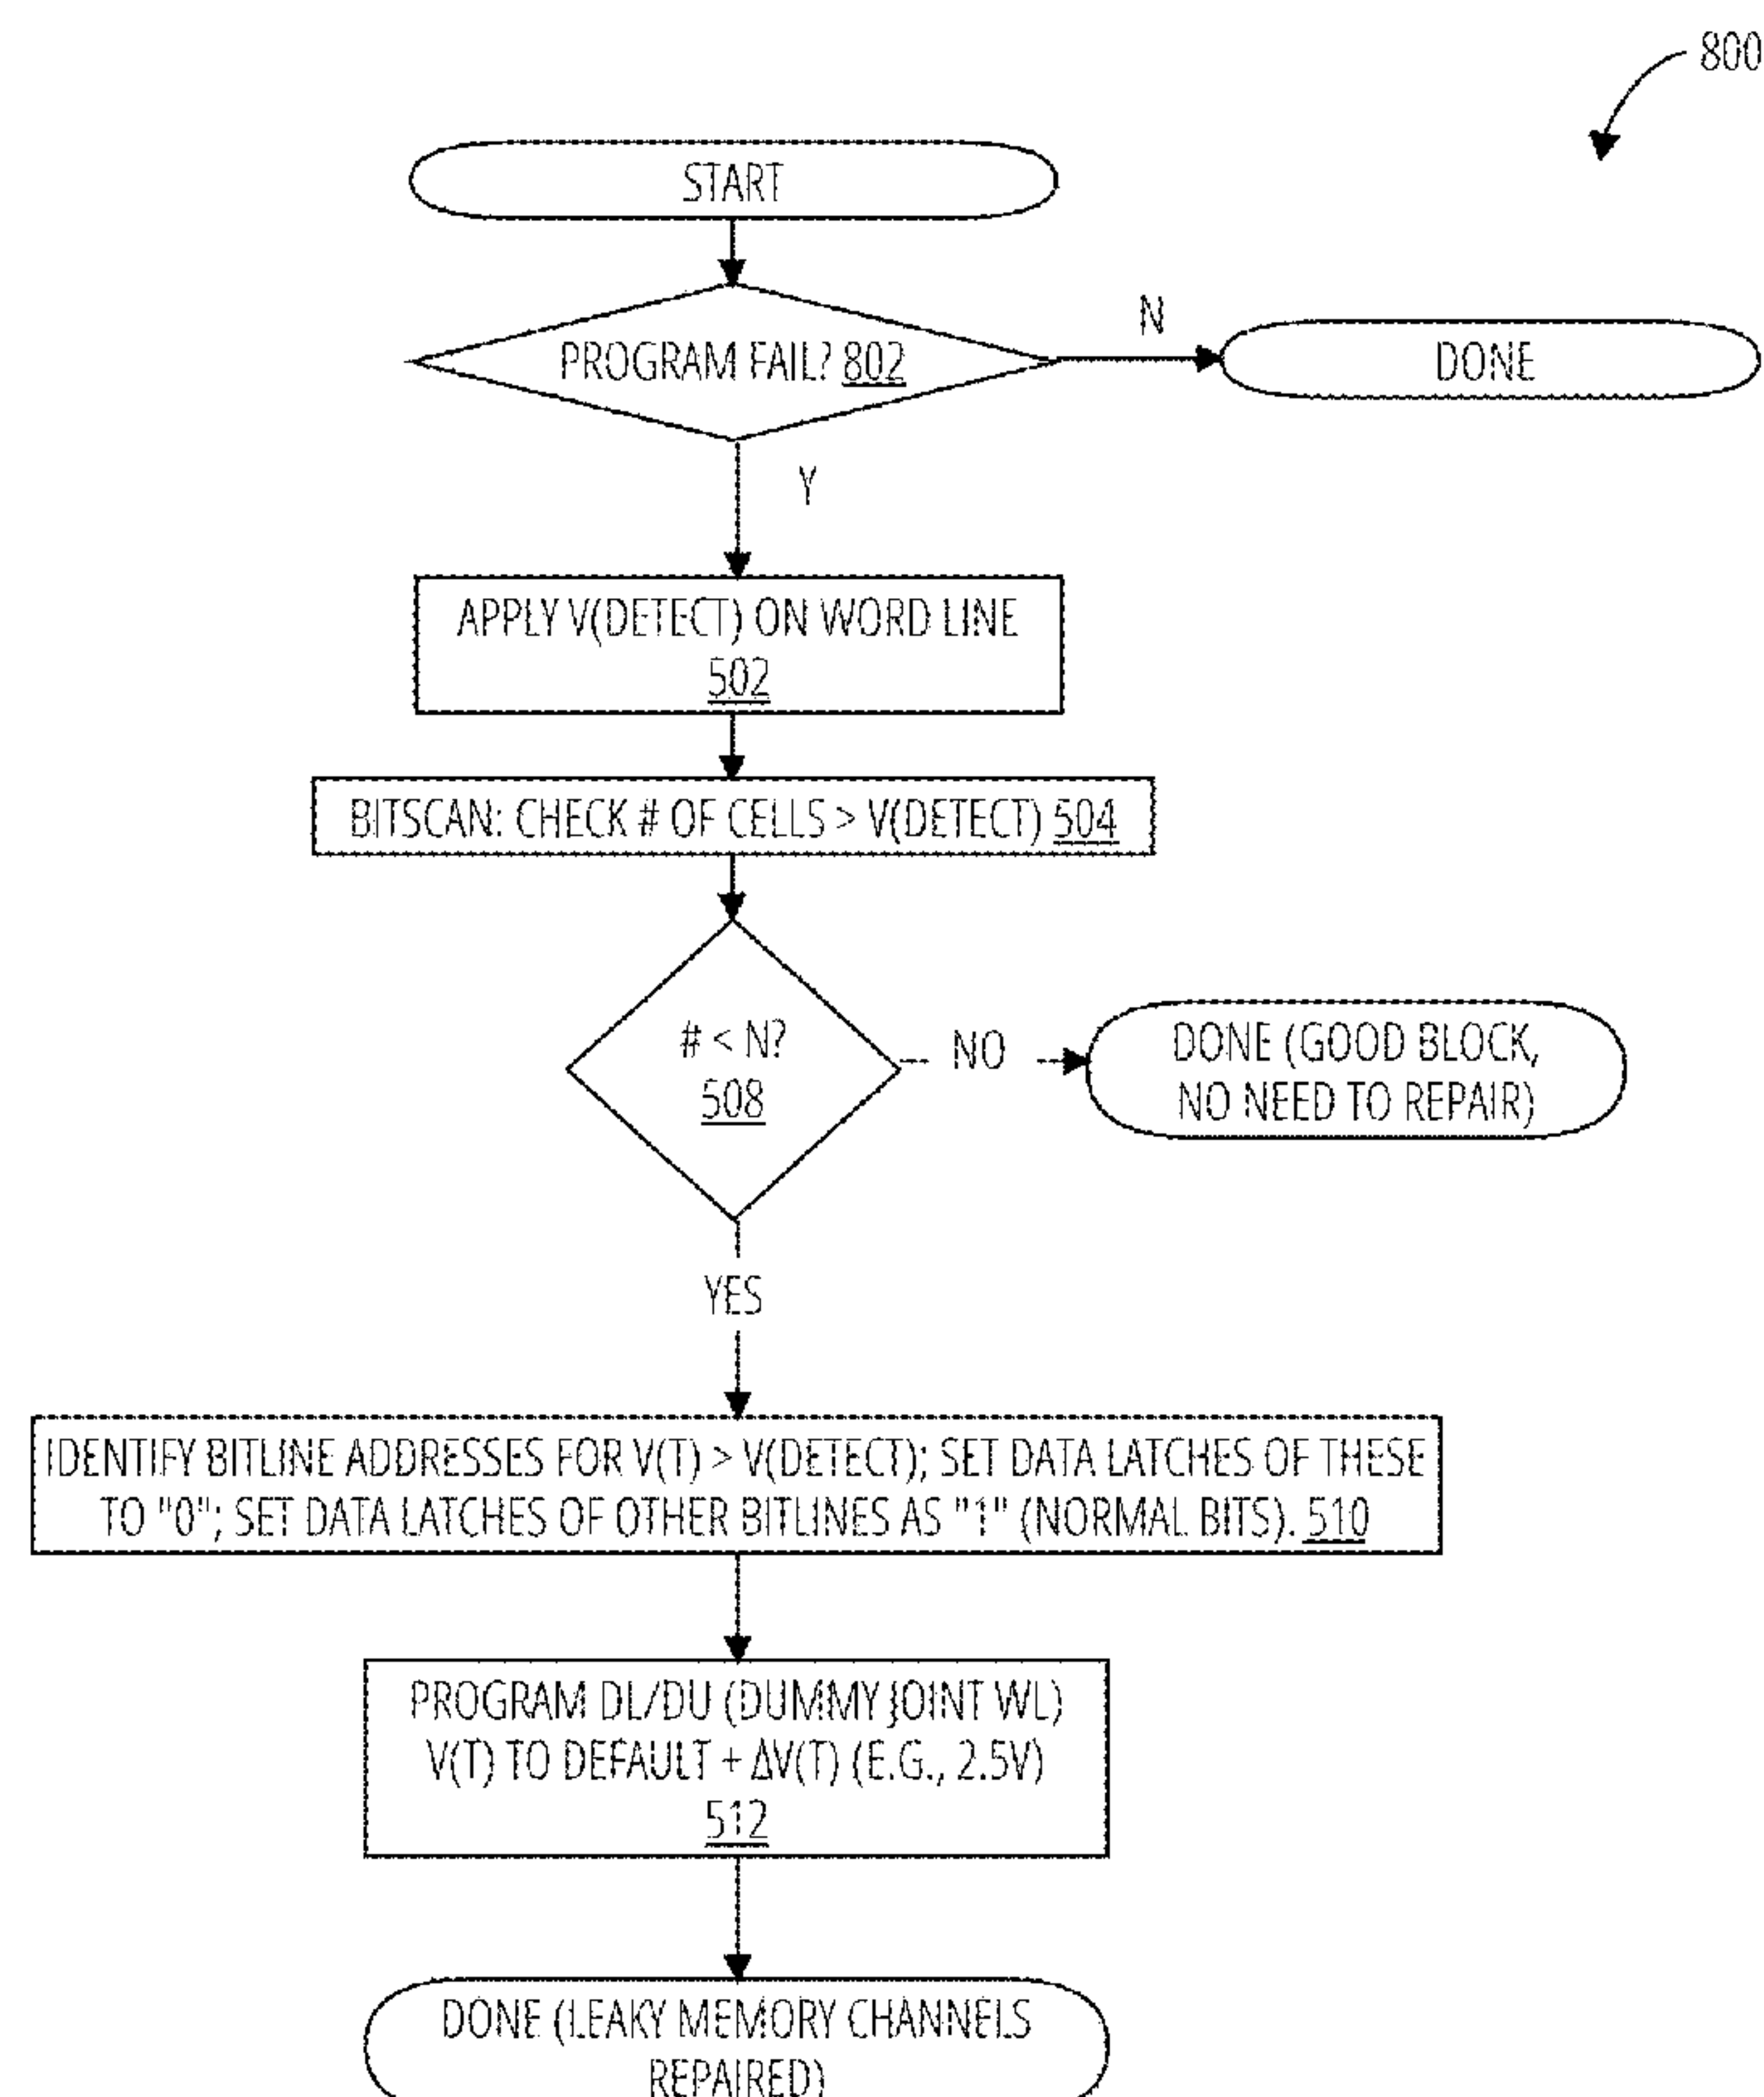 800
START
PROGRAM FAIL? 802
N
DONE
Y
APPLY V(DETECT) ON WORD LINE
502
BITSCAN: CHECK # OF CELLS > V(DETECT) 504
# < N?
508
NO
DONE (GOOD BLOCK,
NO NEED TO REPAIR)
YES
IDENTIFY BITLINE ADDRESSES FOR V(T) > V(DETECT); SET DATA LATCHES OF THESE
TO "0"; SET DATA LATCHES OF OTHER BITLINES AS "1" (NORMAL BITS). 510
PROGRAM DL/DU (DUMMY JOINT WL)
V(T) TO DEFAULT + ΔV(T) (E.G., 2.5V)
512
DONE (LEAKY MEMORY CHANNELS
REPAIRED)